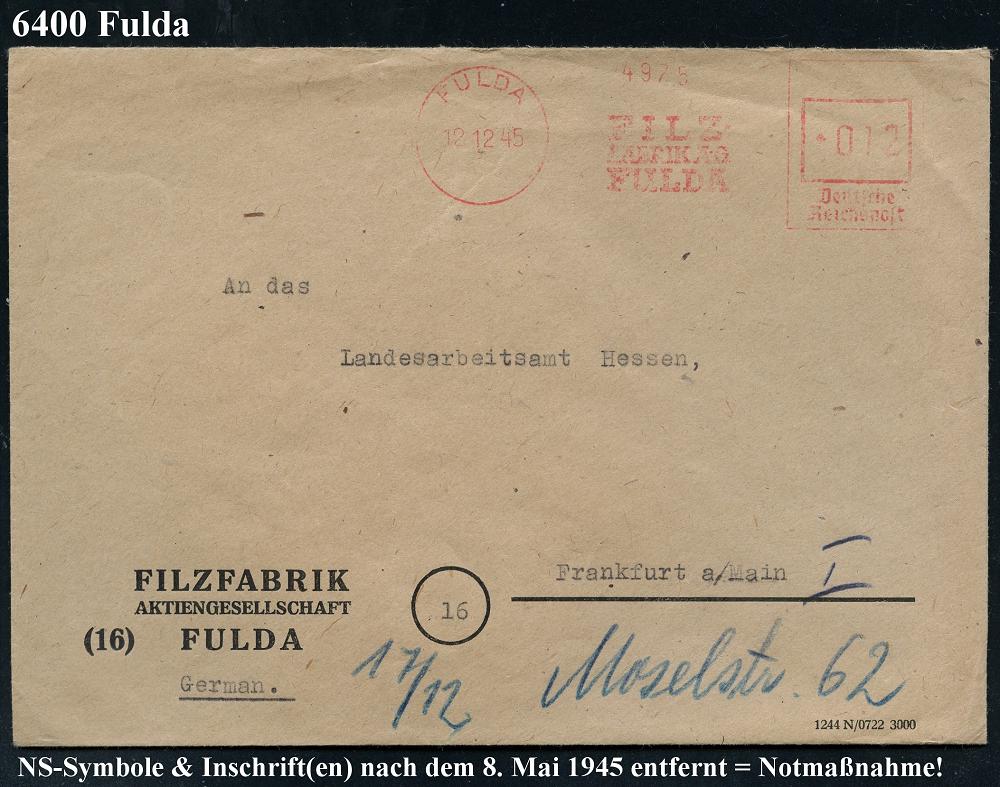 6400 Fulda
FULDA
12.12.45
4975
FILZ-
FABRIK A·G
FULDA
012
Deutsche
Reichspost
An das
Landesarbeitsamt Hessen,
Frankfurt a/Main I
FILZFABRIK
AKTIENGESELLSCHAFT
(16) FULDA
German.
16
17/12
Moselstr. 62
1244 N/0722 3000
NS-Symbole & Inschrift(en) nach dem 8. Mai 1945 entfernt = Notmaßnahme!